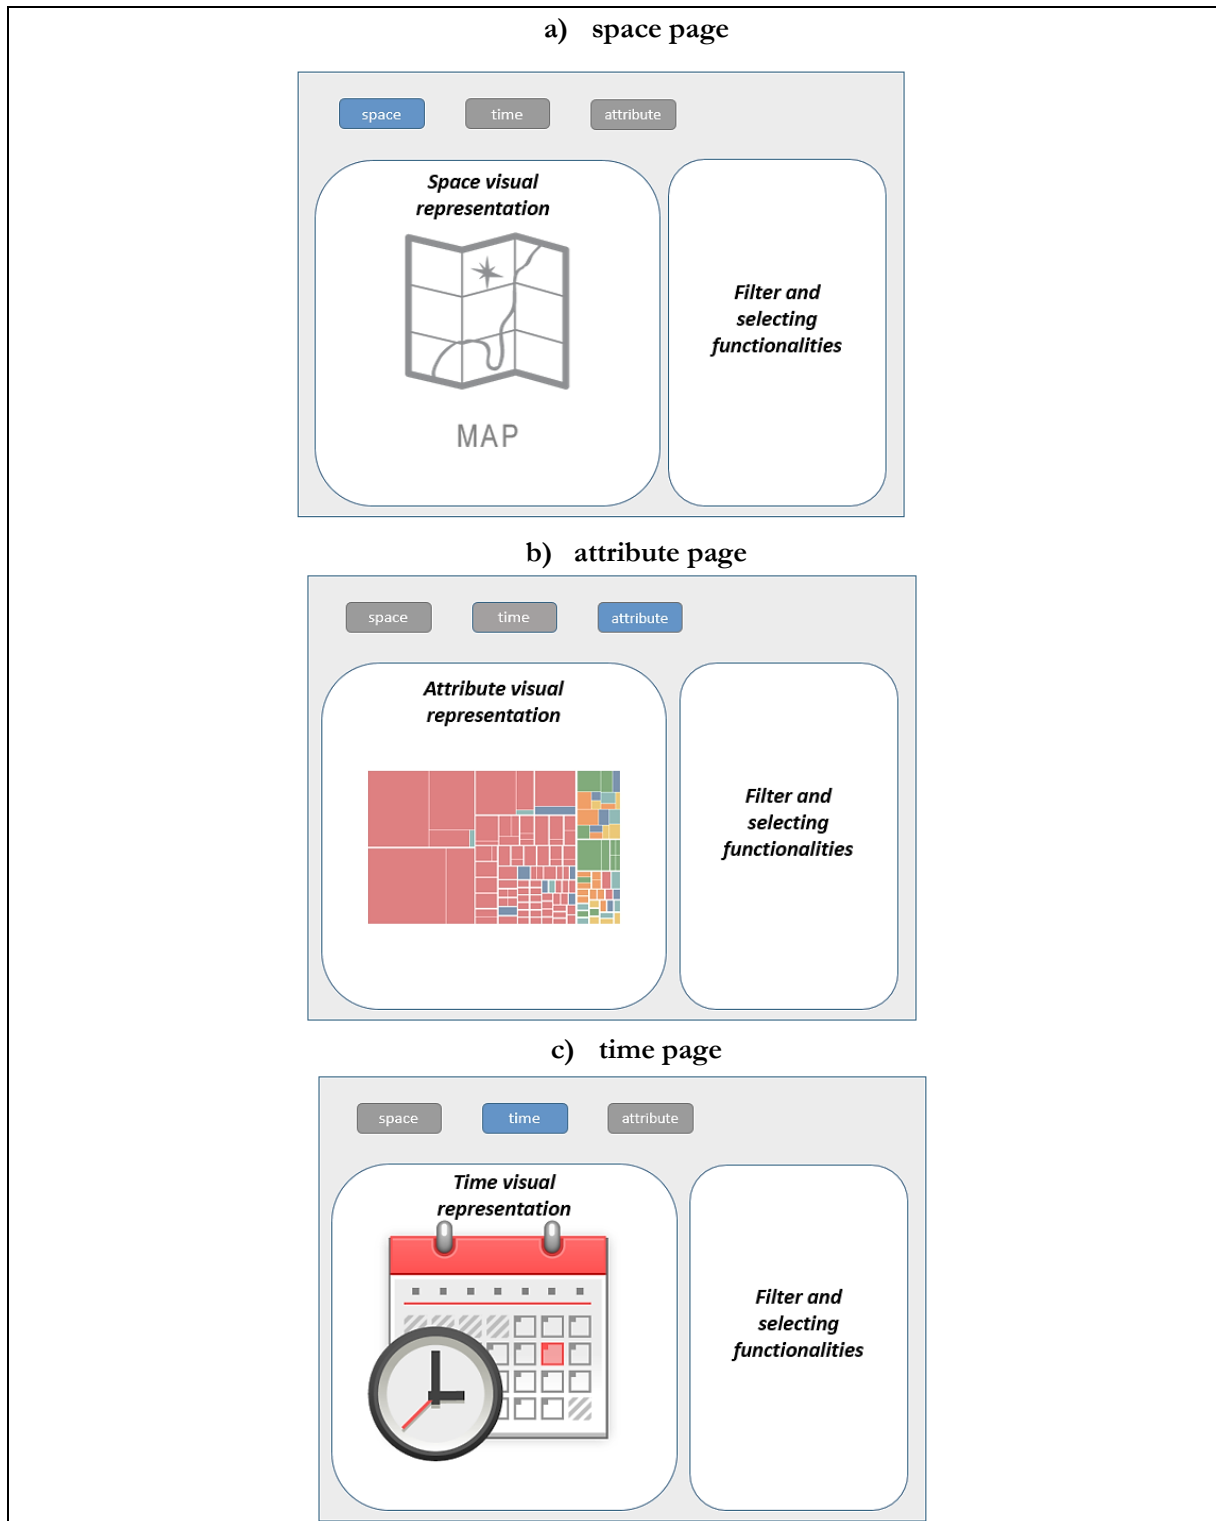 a) space page
space time attribute
Space visual
representation
MAP
Filter and
selecting
functionalities
b) attribute page
space time attribute
Attribute visual
representation
Filter and
selecting
functionalities
c) time page
space time attribute
Time visual
representation
Filter and
selecting
functionalities